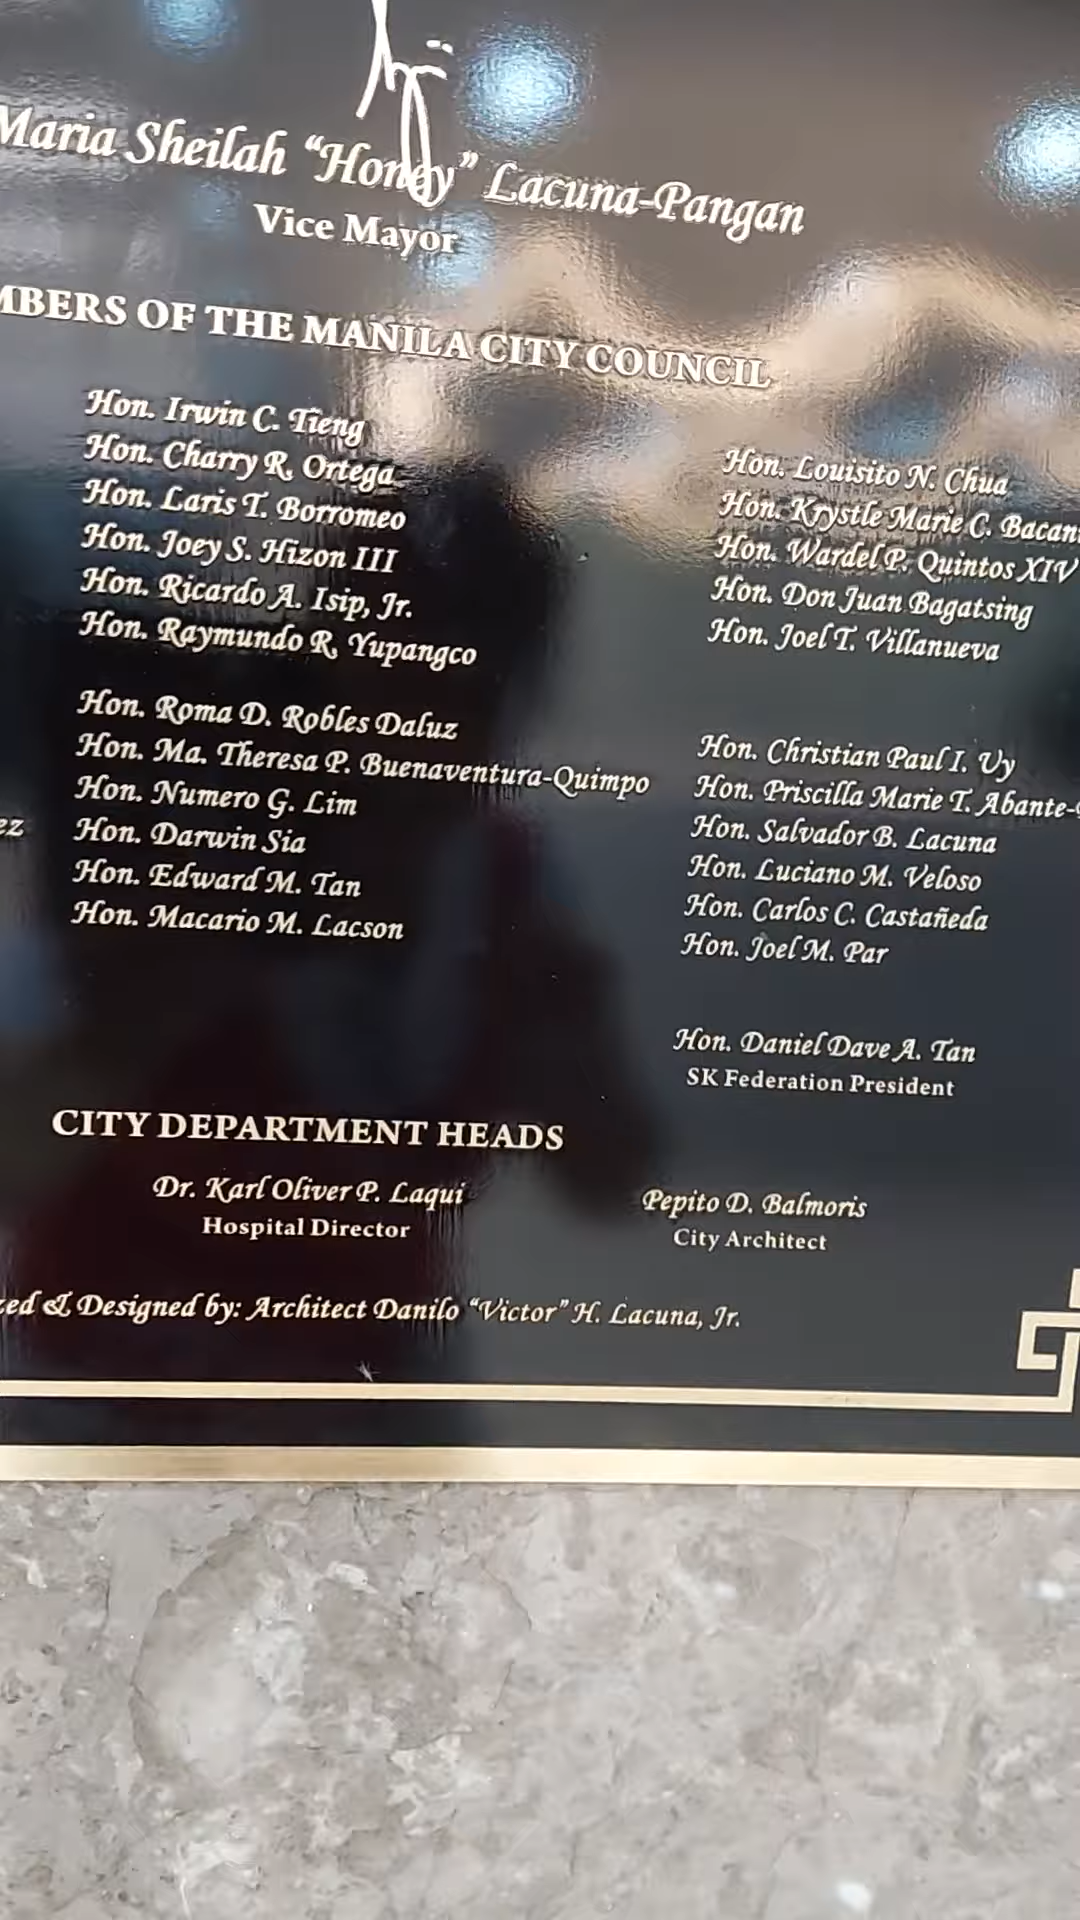 Maria Sheilah “Honey” Lacuna-Pangan
Vice Mayor
MBERS OF THE MANILA CITY COUNCIL
Hon. Irwin C. Tieng
Hon. Charry R. Ortega
Hon. Laris T. Borromeo
Hon. Joey S. Hizon III
Hon. Ricardo A. Isip, Jr.
Hon. Raymundo R. Yupangco
Hon. Louisito N. Chua
Hon. Krystle Marie C. Bacan
Hon. Wardel P. Quintos XIV
Hon. Don Juan Bagatsing
Hon. Joel T. Villanueva
ez
Hon. Roma D. Robles Daluz
Hon. Ma. Theresa P. Buenaventura-Quimpo
Hon. Numero G. Lim
Hon. Darwin Sia
Hon. Edward M. Tan
Hon. Macario M. Lacson
Hon. Christian Paul I. Uy
Hon. Priscilla Marie T. Abante-
Hon. Salvador B. Lacuna
Hon. Luciano M. Veloso
Hon. Carlos C. Castañeda
Hon. Joel M. Par
Hon. Daniel Dave A. Tan
SK Federation President
CITY DEPARTMENT HEADS
Dr. Karl Oliver P. Laqui
Hospital Director
Pepito D. Balmoris
City Architect
zed & Designed by: Architect Danilo “Victor” H. Lacuna, Jr.